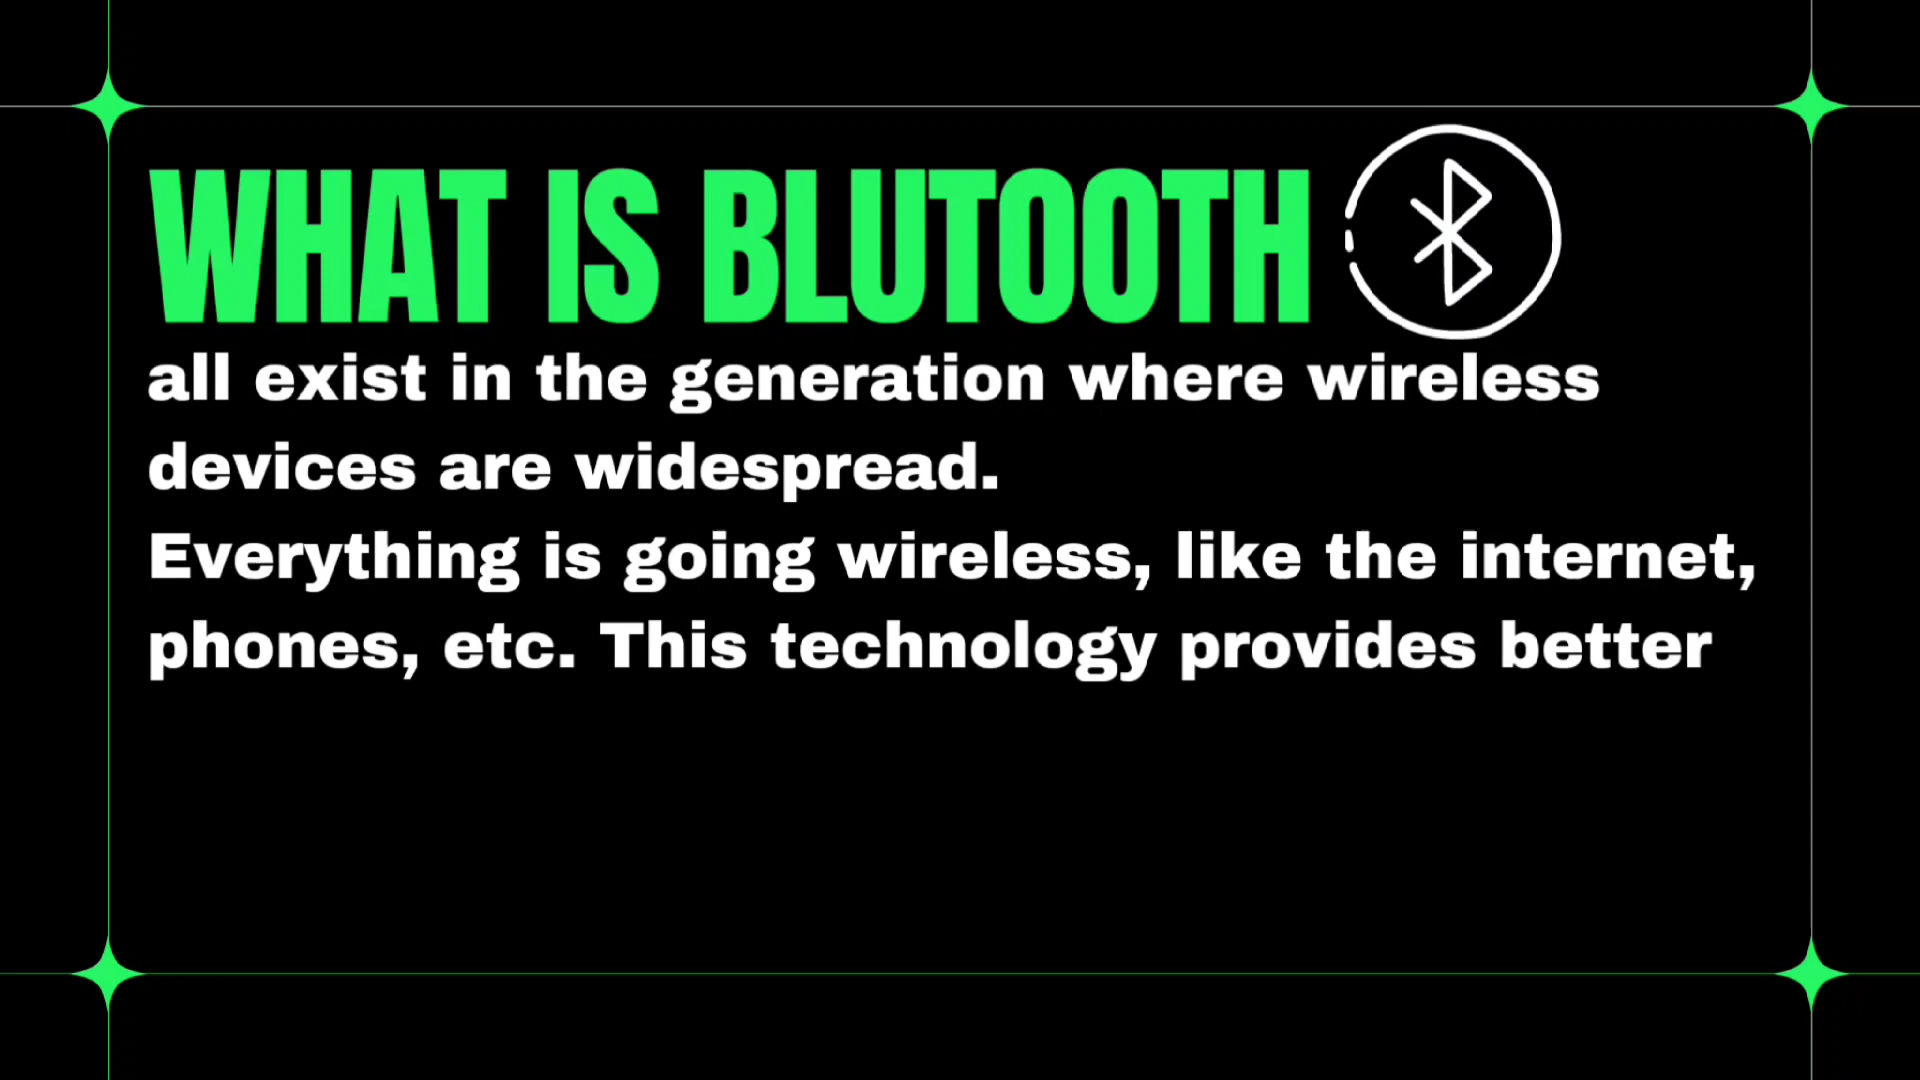 WHAT IS BLUTOOTH
all exist in the generation where wireless
devices are widespread.
Everything is going wireless, like the internet,
phones, etc. This technology provides better